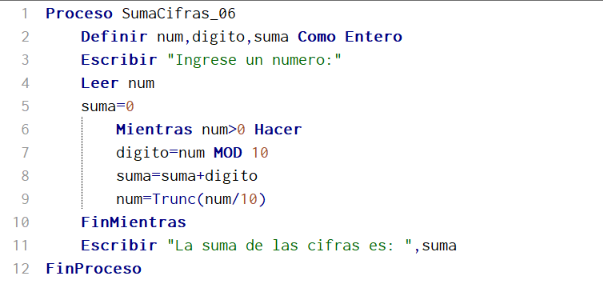 1 Proceso SumaCifras_06
2 Definir num,digito,suma Como Entero
3 Escribir "Ingrese un numero:"
4 Leer num
5 suma=0
6 Mientras num>0 Hacer
7 digito=num MOD 10
8 suma=suma+digito
9 num=Trunc(num/10)
10 FinMientras
11 Escribir "La suma de las cifras es: ",suma
12 FinProceso